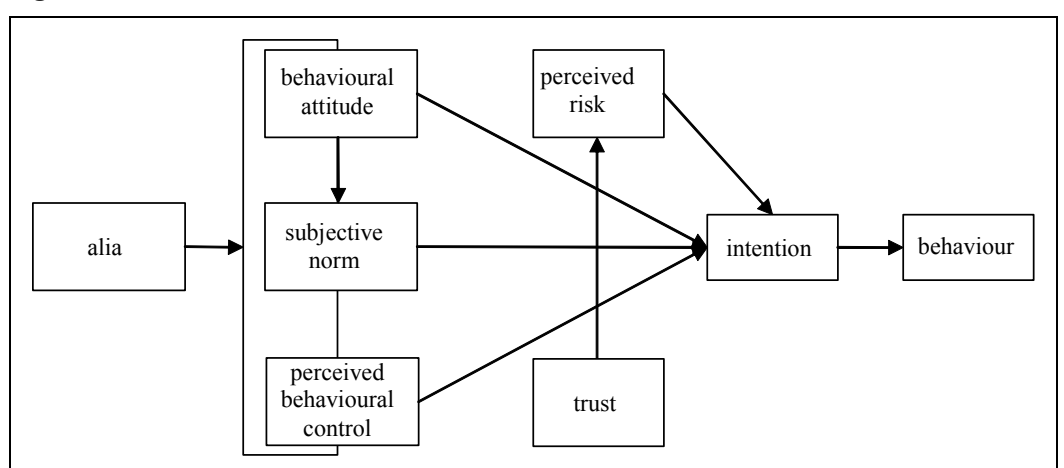 behavioural
attitude
perceived
risk
alia
subjective
norm
intention
behaviour
perceived
behavioural
control
trust